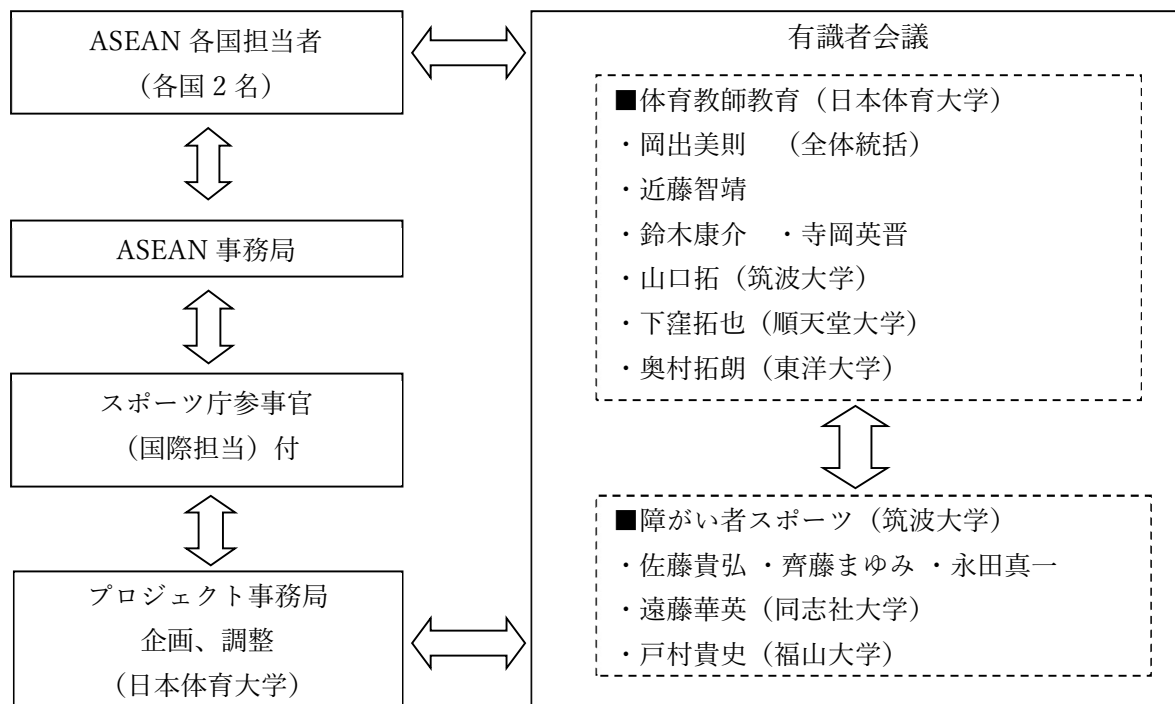 ASEAN 各国担当者
（各国 2 名）
ASEAN 事務局
スポーツ庁参事官
（国際担当）付
プロジェクト事務局
企画、調整
（日本体育大学）
有識者会議
■体育教師教育（日本体育大学）
・岡出美則　（全体統括）
・近藤智靖
・鈴木康介　・寺岡英晋
・山口拓（筑波大学）
・下窪拓也（順天堂大学）
・奥村拓朗（東洋大学）
■障がい者スポーツ（筑波大学）
・佐藤貴弘 ・齊藤まゆみ ・永田真一
・遠藤華英（同志社大学）
・戸村貴史（福山大学）